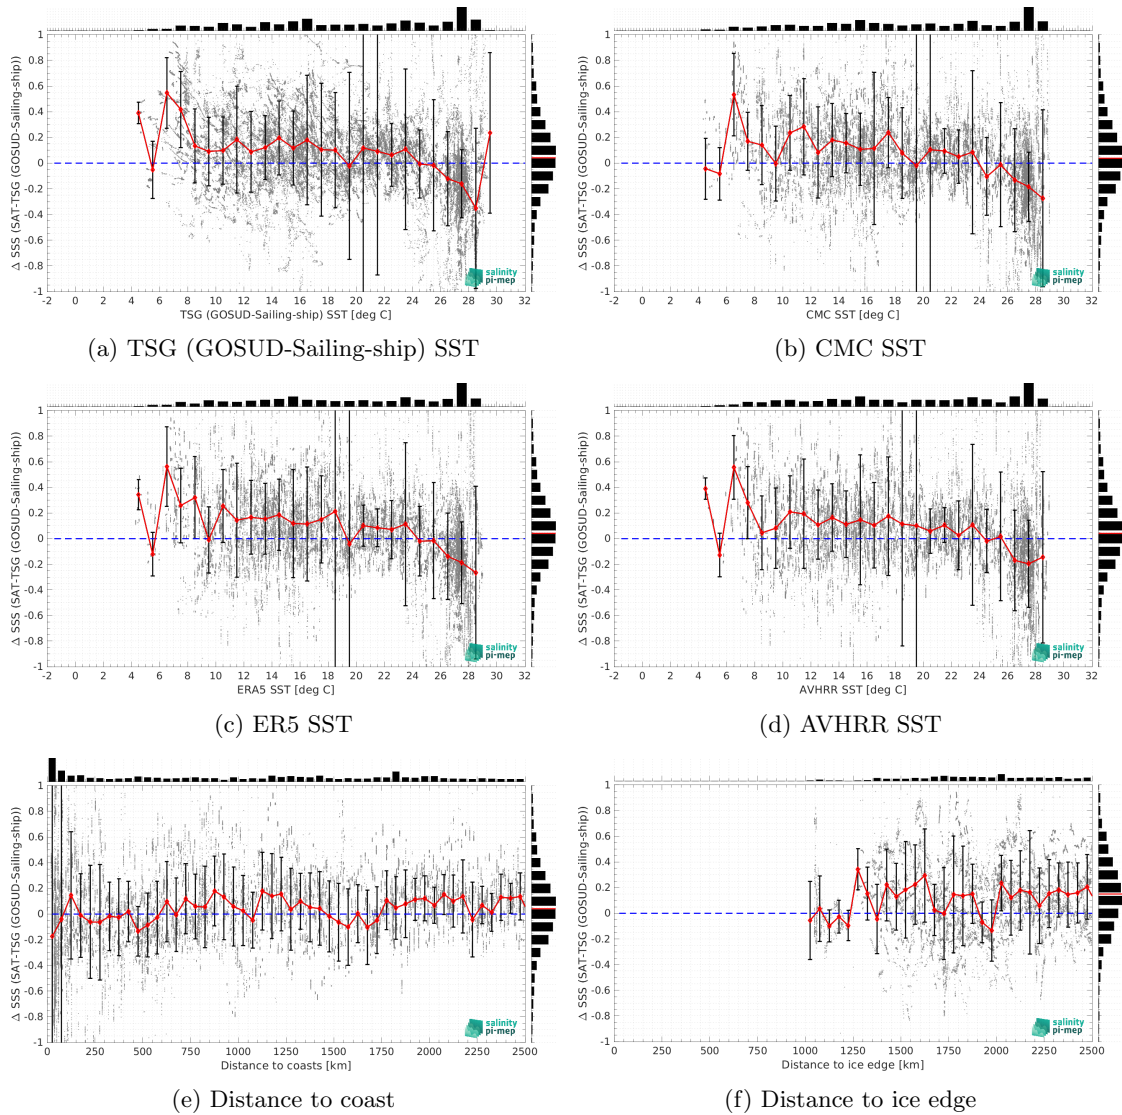 1
0.8
0.6
0.4
0.2
0
-0.2
-0.4
-0.6
-0.8
-1
Δ SSS (SAT-TSG (GOSUD-Sailing-ship))
salinity
pi-mep
-2 0 2 4 6 8 10 12 14 16 18 20 22 24 26 28 30 32
TSG (GOSUD-Sailing-ship) SST [deg C]
(a) TSG (GOSUD-Sailing-ship) SST
1
0.8
0.6
0.4
0.2
0
-0.2
-0.4
-0.6
-0.8
-1
Δ SSS (SAT-TSG (GOSUD-Sailing-ship))
salinity
pi-mep
-2 0 2 4 6 8 10 12 14 16 18 20 22 24 26 28 30 32
CMC SST [deg C]
(b) CMC SST
1
0.8
0.6
0.4
0.2
0
-0.2
-0.4
-0.6
-0.8
-1
Δ SSS (SAT-TSG (GOSUD-Sailing-ship))
salinity
pi-mep
-2 0 2 4 6 8 10 12 14 16 18 20 22 24 26 28 30 32
ERA5 SST [deg C]
(c) ER5 SST
1
0.8
0.6
0.4
0.2
0
-0.2
-0.4
-0.6
-0.8
-1
Δ SSS (SAT-TSG (GOSUD-Sailing-ship))
salinity
pi-mep
-2 0 2 4 6 8 10 12 14 16 18 20 22 24 26 28 30 32
AVHRR SST [deg C]
(d) AVHRR SST
1
0.8
0.6
0.4
0.2
0
-0.2
-0.4
-0.6
-0.8
-1
Δ SSS (SAT-TSG (GOSUD-Sailing-ship))
salinity
pi-mep
0 250 500 750 1000 1250 1500 1750 2000 2250 2500
Distance to coasts [km]
(e) Distance to coast
1
0.8
0.6
0.4
0.2
0
-0.2
-0.4
-0.6
-0.8
-1
Δ SSS (SAT-TSG (GOSUD-Sailing-ship))
salinity
pi-mep
0 250 500 750 1000 1250 1500 1750 2000 2250 2500
Distance to ice edge [km]
(f) Distance to ice edge